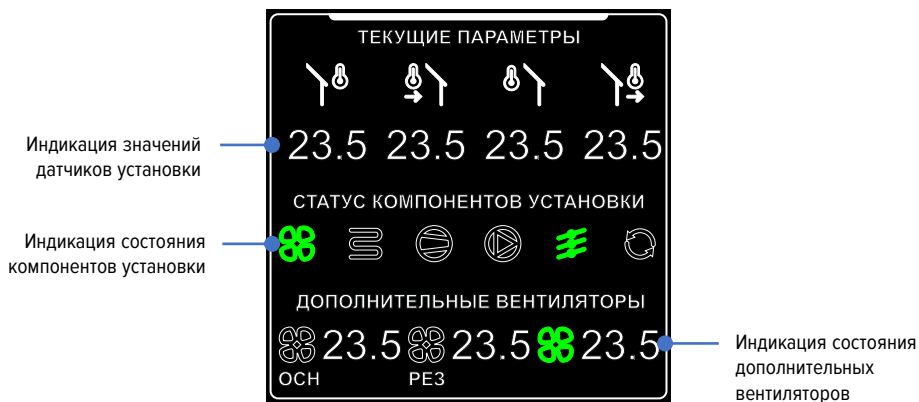 ТЕКУЩИЕ ПАРАМЕТРЫ
23.5 23.5 23.5 23.5
Индикация значений
датчиков установки
СТАТУС КОМПОНЕНТОВ УСТАНОВКИ
Индикация состояния
компонентов установки
ДОПОЛНИТЕЛЬНЫЕ ВЕНТИЛЯТОРЫ
23.5 23.5 23.5
ОСН РЕЗ
Индикация состояния
дополнительных
вентиляторов